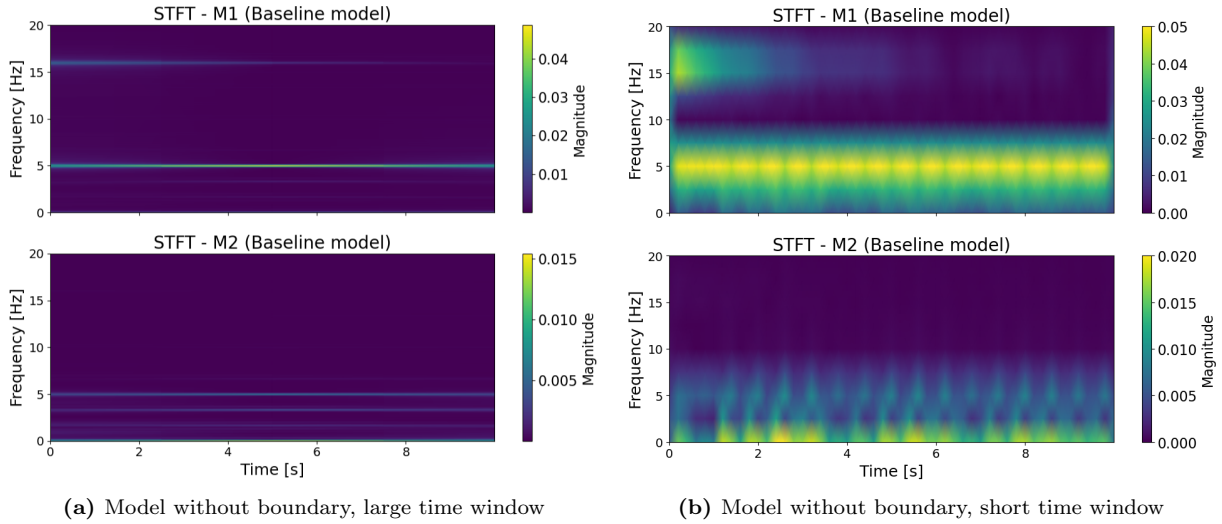 STFT - M1 (Baseline model)
20
15
10
5
0
Frequency [Hz]
0.04
0.03
0.02
0.01
Magnitude
STFT - M2 (Baseline model)
20
15
10
5
0
Frequency [Hz]
0 2 4 6 8
Time [s]
0.015
0.010
0.005
Magnitude
(a) Model without boundary, large time window
STFT - M1 (Baseline model)
20
15
10
5
0
Frequency [Hz]
0.05
0.04
0.03
0.02
0.01
0.00
Magnitude
STFT - M2 (Baseline model)
20
15
10
5
0
Frequency [Hz]
0 2 4 6 8
Time [s]
0.020
0.015
0.010
0.005
0.000
Magnitude
(b) Model without boundary, short time window